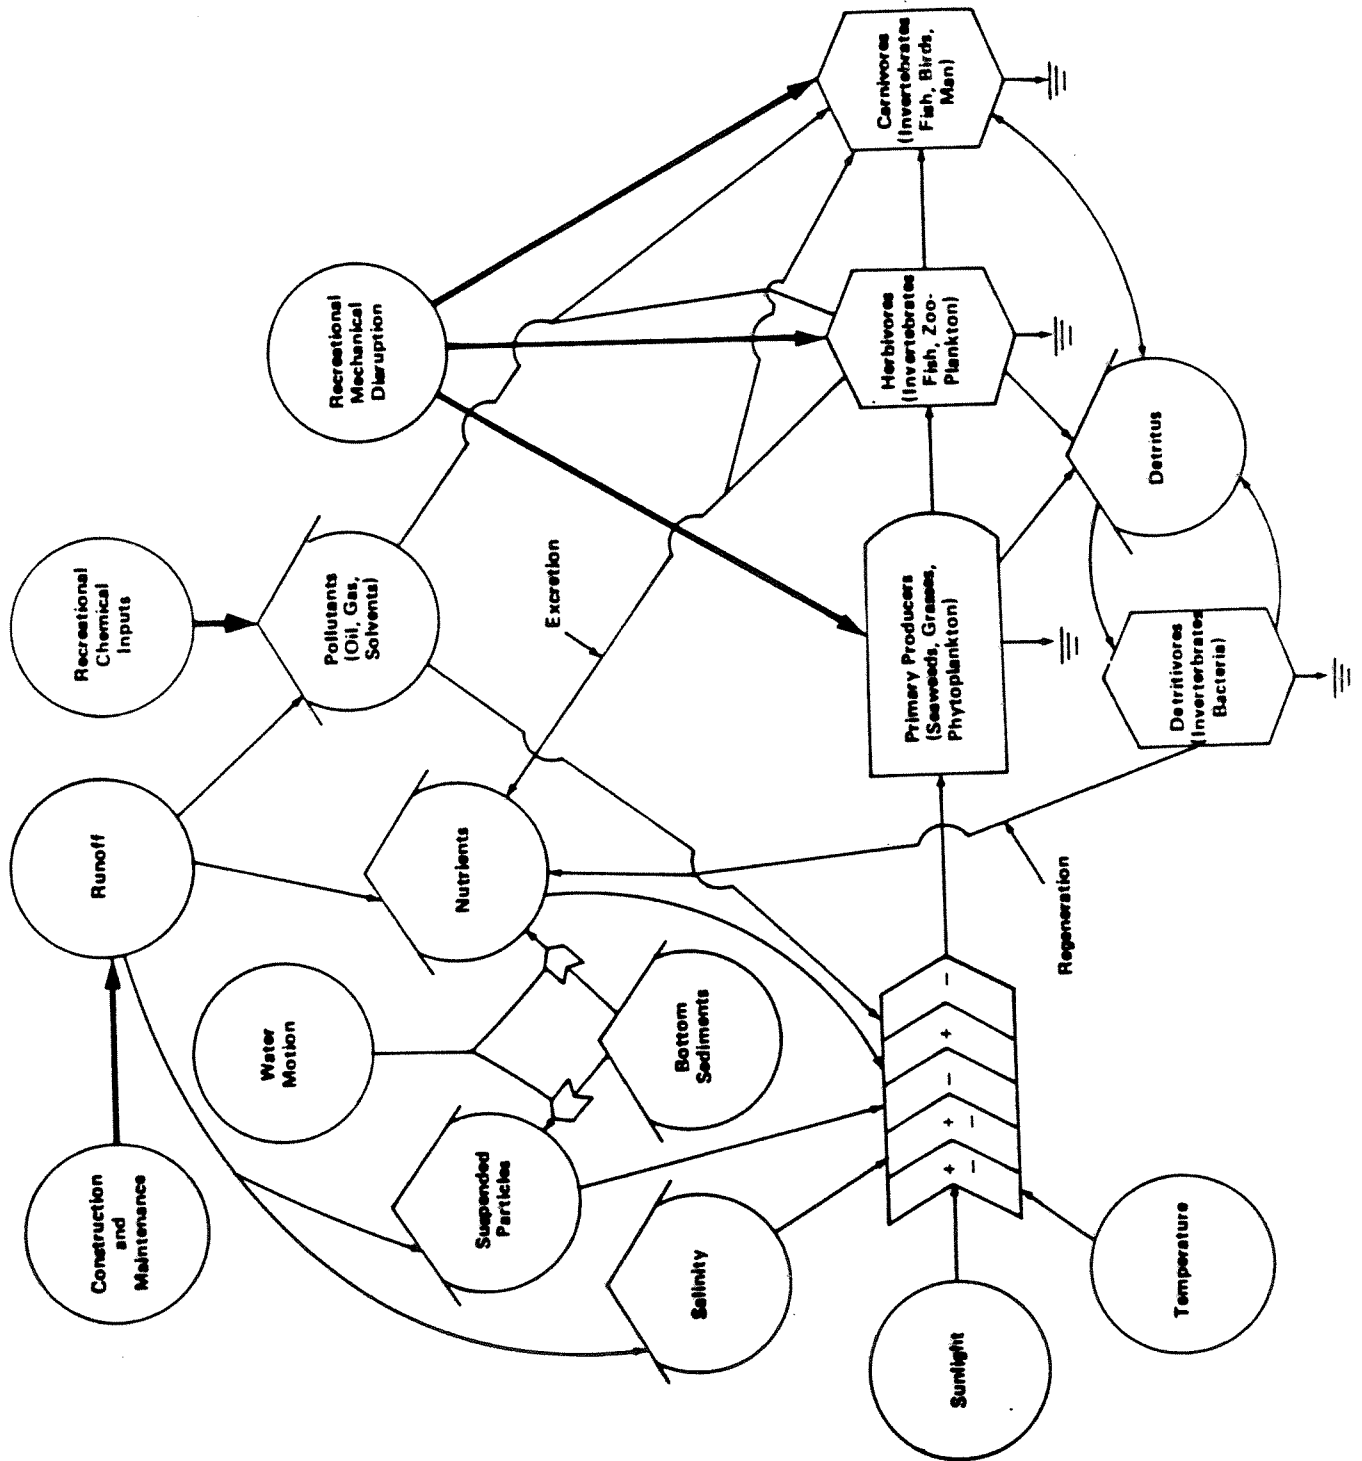 Construction
and
Maintenance
Runoff
Recreational
Chemical
Inputs
Water
Motion
Pollutants
(Oil, Gas,
Solvents)
Recreational
Mechanical
Disruption
Suspended
Particles
Nutrients
Excretion
Salinity
Bottom
Sediments
Sunlight
+
−
+
−
−
+
−
Primary Producers
(Seaweeds, Grasses,
Phytoplankton)
Herbivores
(Invertebrates
Fish, Zoo-
Plankton)
Carnivores
(Invertebrates
Fish, Birds,
Man)
Temperature
Regeneration
Detritivores
(Inverterbrates
Bacteria)
Detritus